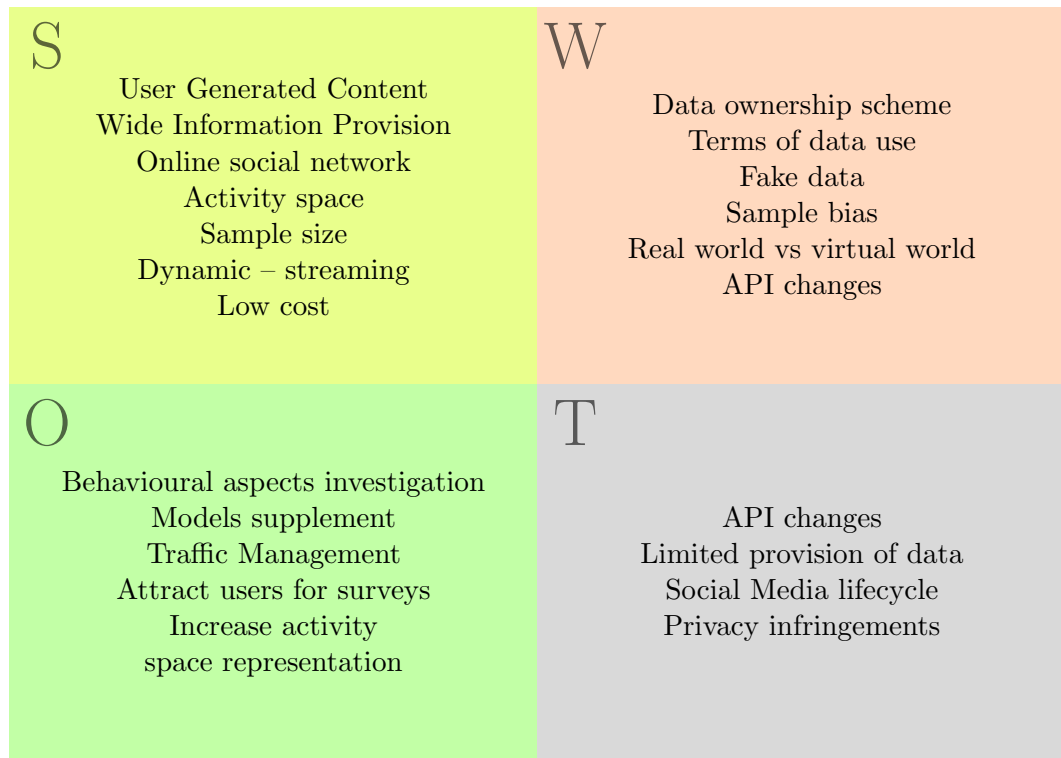 S
User Generated Content
Wide Information Provision
Online social network
Activity space
Sample size
Dynamic – streaming
Low cost
W
Data ownership scheme
Terms of data use
Fake data
Sample bias
Real world vs virtual world
API changes
O
Behavioural aspects investigation
Models supplement
Traffic Management
Attract users for surveys
Increase activity
space representation
T
API changes
Limited provision of data
Social Media lifecycle
Privacy infringements